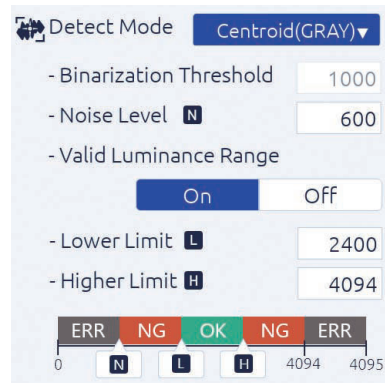 Detect Mode Centroid(GRAY)▼
- Binarization Threshold 1000
- Noise Level N 600
- Valid Luminance Range
On Off
- Lower Limit L 2400
- Higher Limit H 4094
ERR NG OK NG ERR
0 N L H 4094 4095